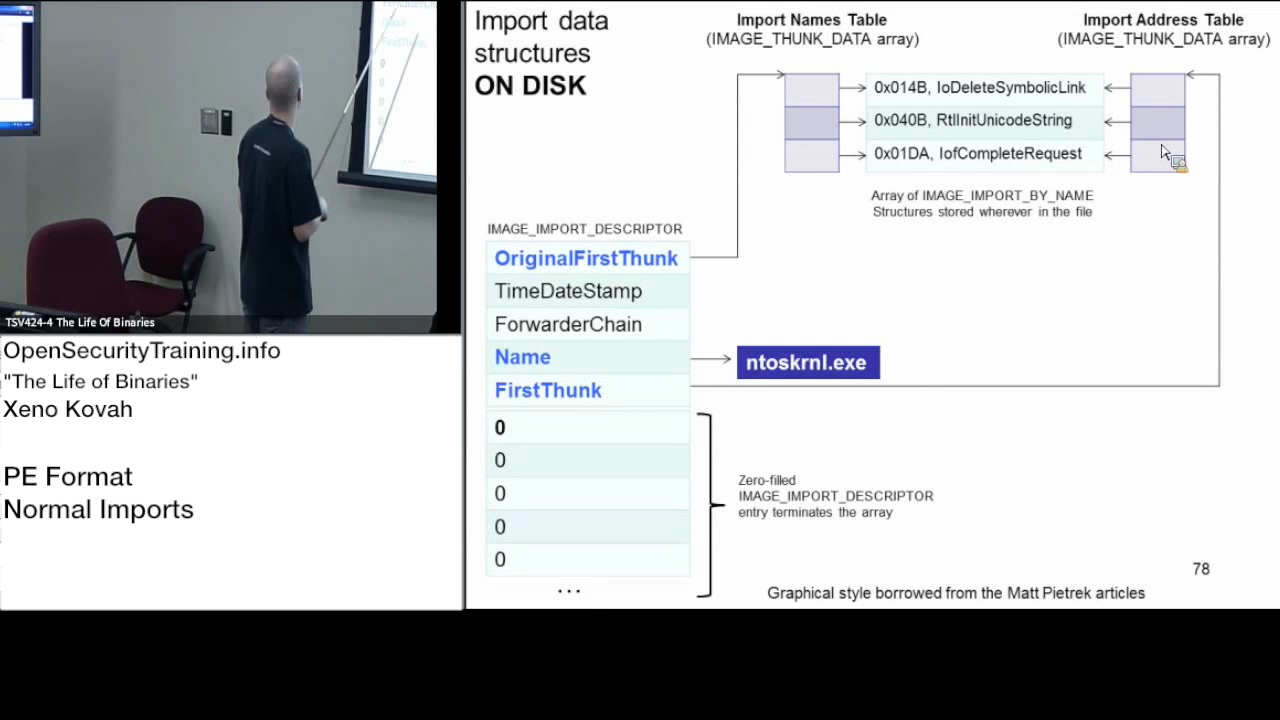 TSV424-4 The Life Of Binaries
OpenSecurityTraining.info
"The Life of Binaries"
Xeno Kovah
PE Format
Normal Imports
Import data
structures
ON DISK
Import Names Table
(IMAGE_THUNK_DATA array)
Import Address Table
(IMAGE_THUNK_DATA array)
0x014B, IoDeleteSymbolicLink
0x040B, RtlInitUnicodeString
0x01DA, IofCompleteRequest
Array of IMAGE_IMPORT_BY_NAME
Structures stored wherever in the file
IMAGE_IMPORT_DESCRIPTOR
OriginalFirstThunk
TimeDateStamp
ForwarderChain
Name
ntoskrnl.exe
FirstThunk
0
0
0
0
0
...
Zero-filled
IMAGE_IMPORT_DESCRIPTOR
entry terminates the array
78
Graphical style borrowed from the Matt Pietrek articles